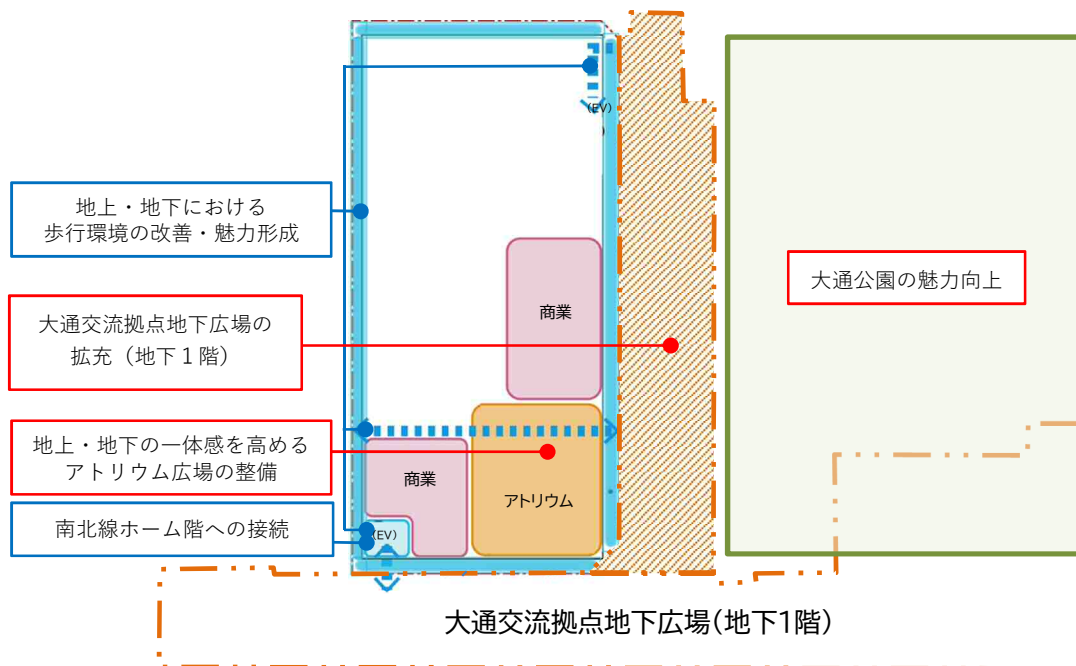 (EV)
)
地上・地下における
歩行環境の改善・魅力形成
大通公園の魅力向上
商業
大通交流拠点地下広場の
拡充（地下１階）
地上・地下の一体感を高める
アトリウム広場の整備
商業
アトリウム
南北線ホーム階への接続
(EV)
大通交流拠点地下広場(地下1階)